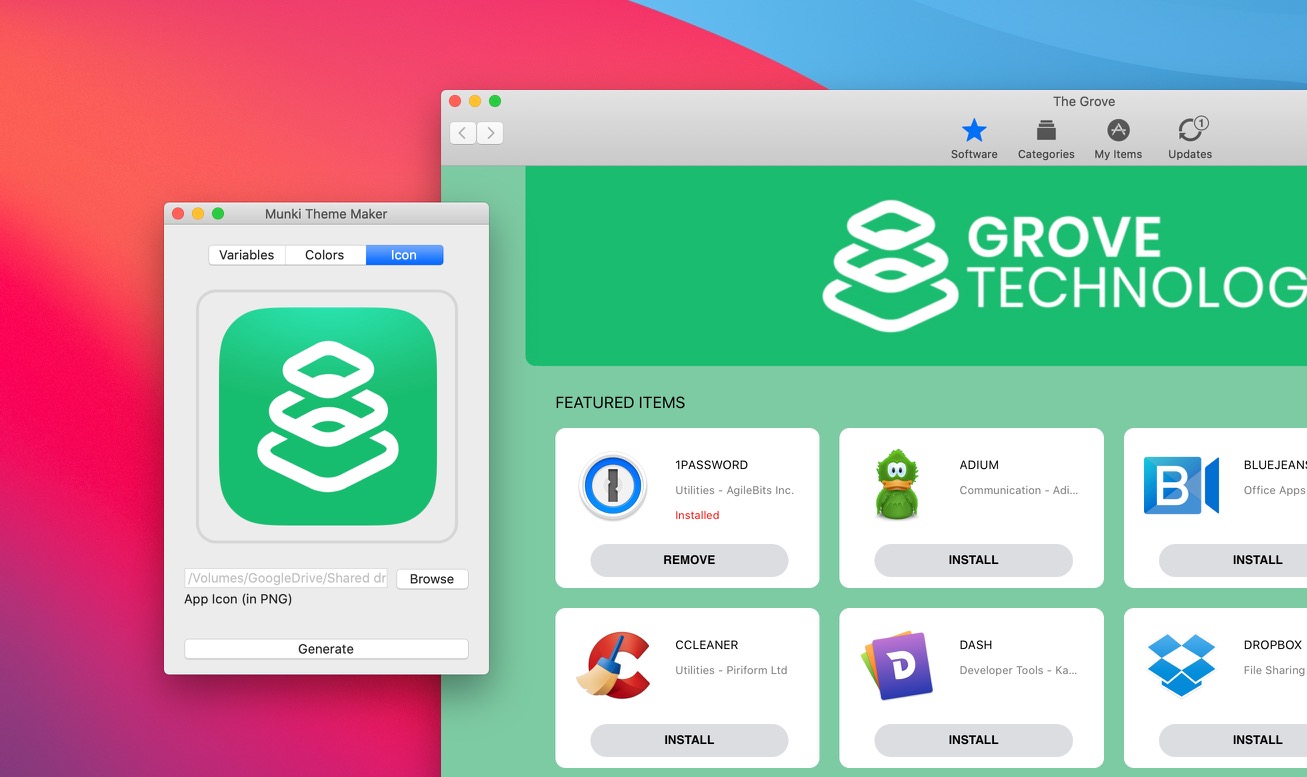 The Grove
Software
Categories
My Items
1
Updates
GROVE
TECHNOLOG
Munki Theme Maker
Variables
Colors
Icon
/Volumes/GoogleDrive/Shared dr
Browse
App Icon (in PNG)
Generate
FEATURED ITEMS
1PASSWORD
Utilities - AgileBits Inc.
Installed
REMOVE
ADIUM
Communication - Adi...
INSTALL
BLUEJEANS
Office Apps
INSTALL
CCLEANER
Utilities - Piriform Ltd
INSTALL
DASH
Developer Tools - Ka...
INSTALL
DROPBOX
File Sharing
INSTALL